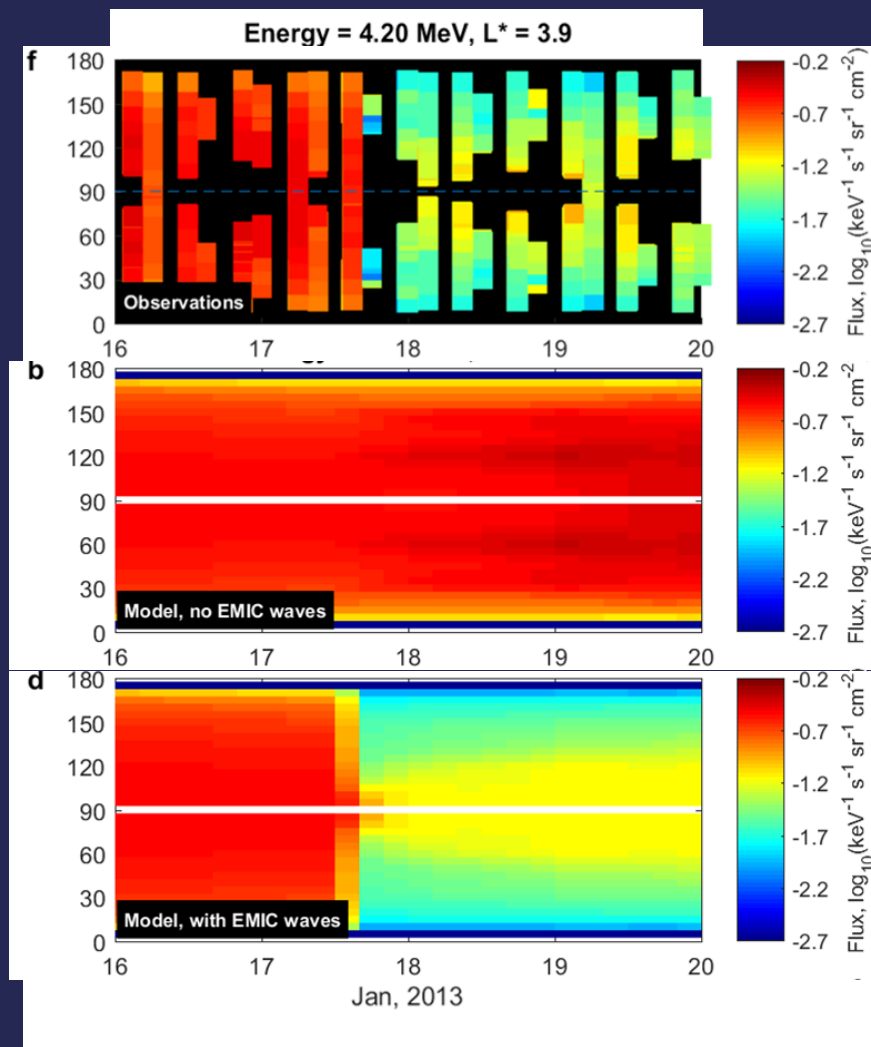 Energy = 4.20 MeV, L* = 3.9
f
180
150
120
90
60
30
0
Observations
16 17 18 19 20
-0.2
-0.7
-1.2
-1.7
-2.2
-2.7
Flux, log10(keV⁻¹ s⁻¹ sr⁻¹ cm⁻²)
b
180
150
120
90
60
30
0
Model, no EMIC waves
16 17 18 19 20
-0.2
-0.7
-1.2
-1.7
-2.2
-2.7
Flux, log10(keV⁻¹ s⁻¹ sr⁻¹ cm⁻²
d
180
150
120
90
60
30
0
Model, with EMIC waves
16 17 18 19 20
-0.2
-0.7
-1.2
-1.7
-2.2
-2.7
Flux, log10(keV⁻¹ s⁻¹ sr⁻¹ cm⁻²)
Jan, 2013